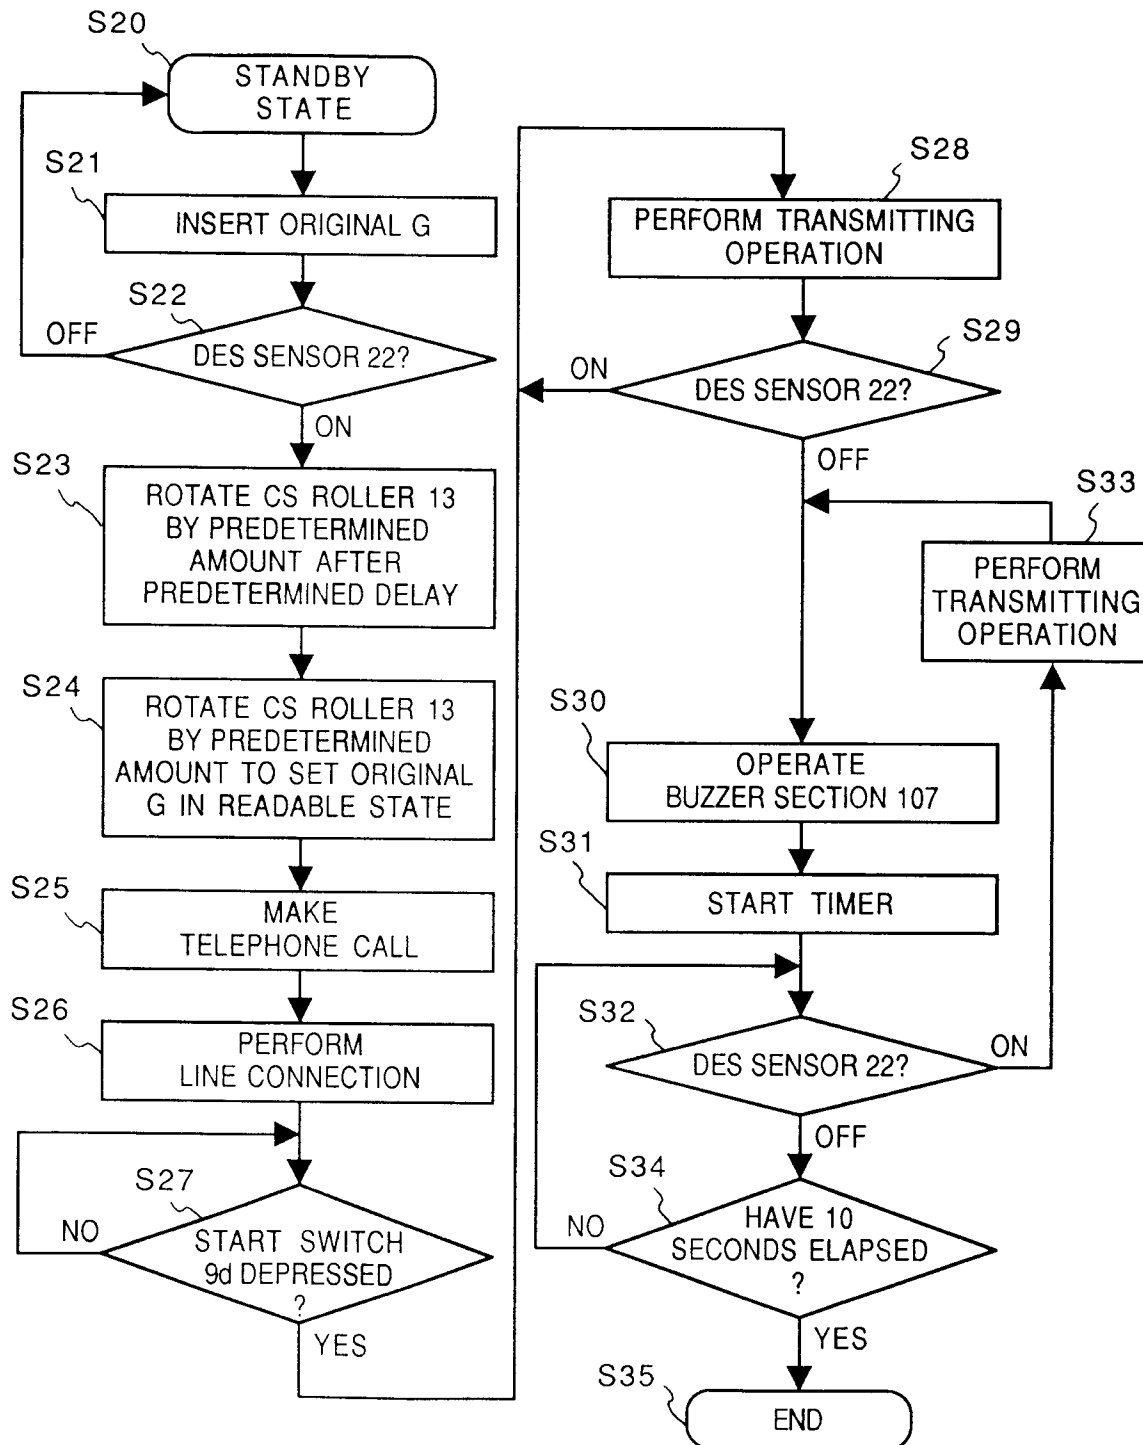 S20
STANDBY
STATE
S21
INSERT ORIGINAL G
S22
OFF
DES SENSOR 22?
ON
S23
ROTATE CS ROLLER 13
BY PREDETERMINED
AMOUNT AFTER
PREDETERMINED DELAY
S24
ROTATE CS ROLLER 13
BY PREDETERMINED
AMOUNT TO SET ORIGINAL
G IN READABLE STATE
S25
MAKE
TELEPHONE CALL
S26
PERFORM
LINE CONNECTION
S27
NO
START SWITCH
9d DEPRESSED
?
YES
S28
PERFORM TRANSMITTING
OPERATION
S29
ON
DES SENSOR 22?
OFF
S33
PERFORM
TRANSMITTING
OPERATION
S30
OPERATE
BUZZER SECTION 107
S31
START TIMER
S32
DES SENSOR 22?
ON
OFF
S34
NO
HAVE 10
SECONDS ELAPSED
?
YES
S35
END